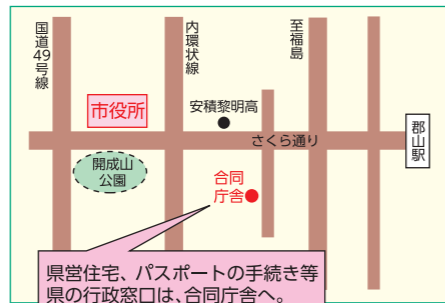 国道49号線
内環状線
至福島
市役所
安積黎明高
さくら通り
郡山駅
開成山
公園
合同
庁舎
県営住宅、パスポートの手続き等
県の行政窓口は、合同庁舎へ。